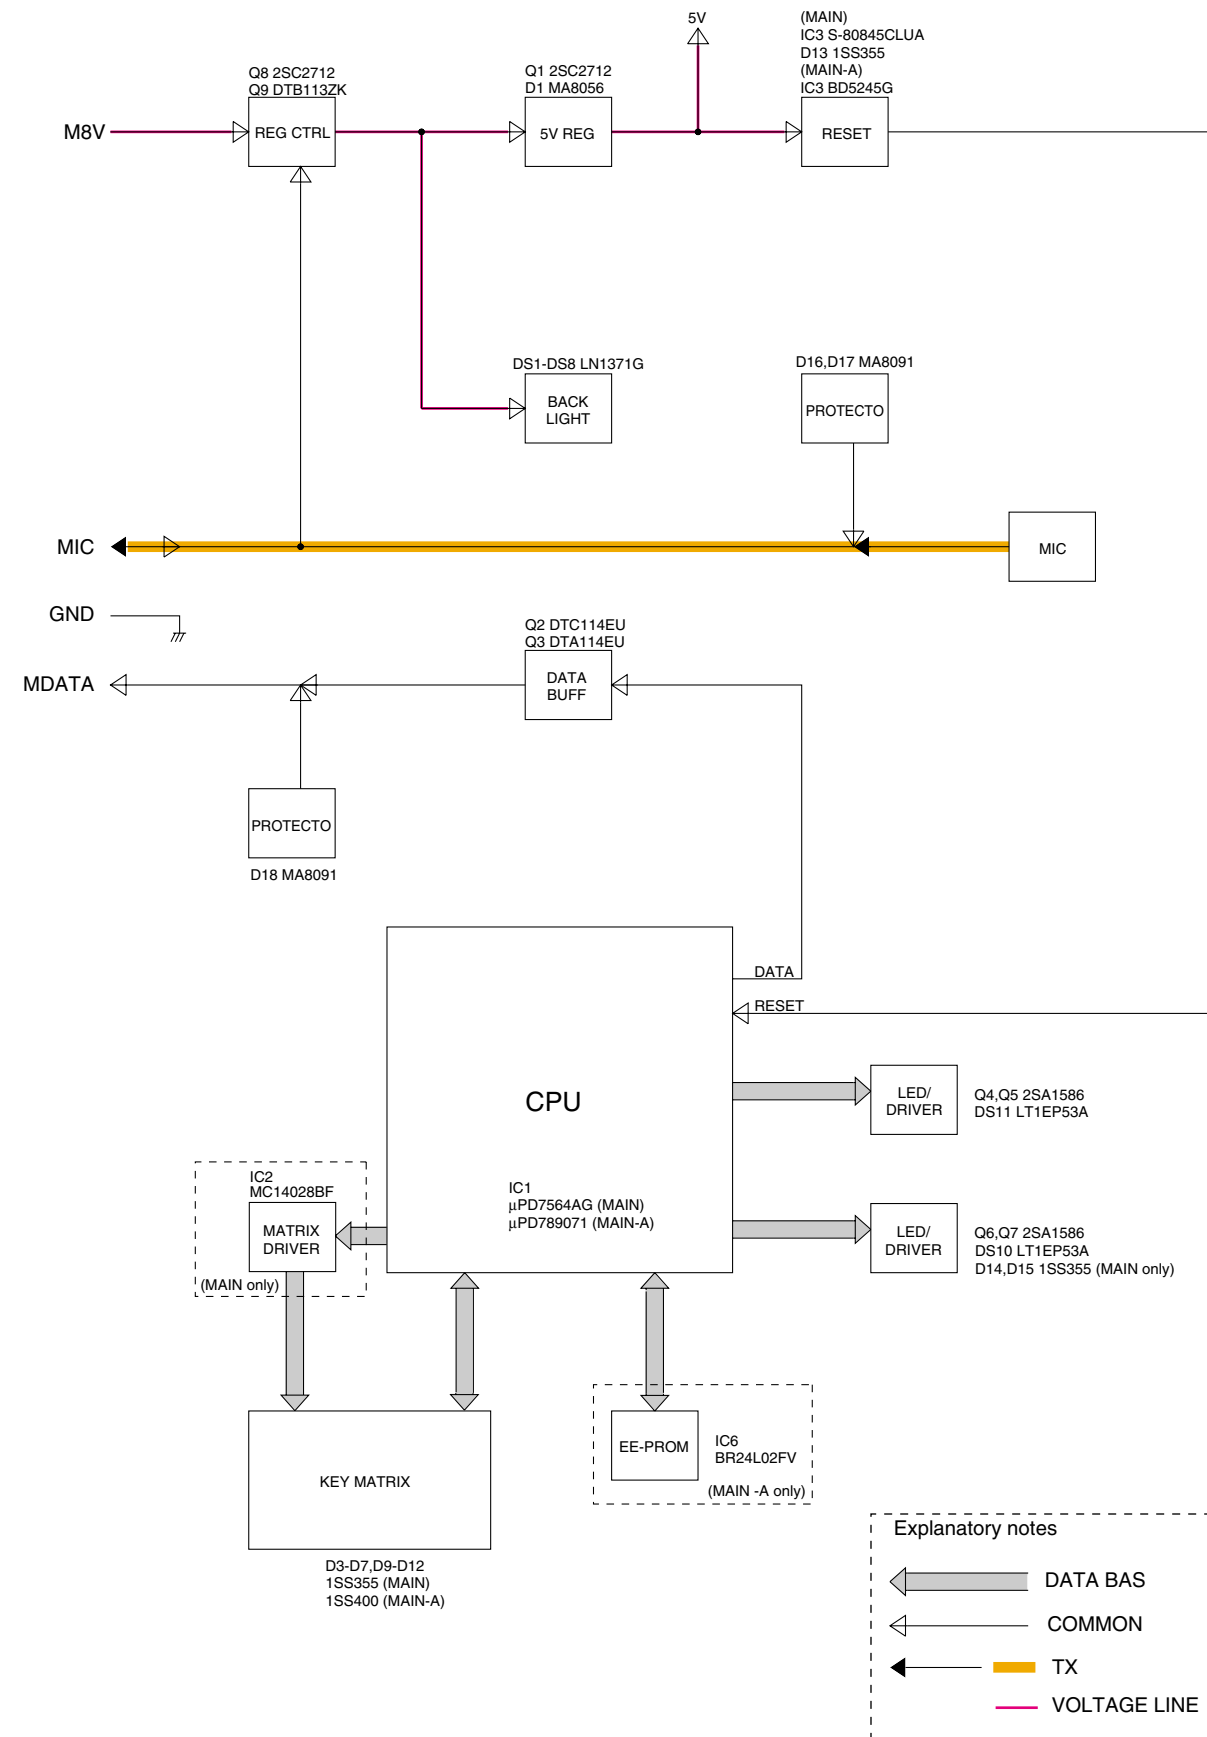 5V
(MAIN)
IC3 S-80845CLUA
D13 1SS355
(MAIN-A)
IC3 BD5245G
Q8 2SC2712
Q9 DTB113ZK
Q1 2SC2712
D1 MA8056
M8V
REG CTRL
5V REG
RESET
DS1-DS8 LN1371G
BACK
LIGHT
D16,D17 MA8091
PROTECTO
MIC
MIC
GND
Q2 DTC114EU
Q3 DTA114EU
MDATA
DATA
BUFF
PROTECTO
D18 MA8091
DATA
RESET
CPU
LED/
DRIVER
Q4,Q5 2SA1586
DS11 LT1EP53A
IC2
MC14028BF
MATRIX
DRIVER
(MAIN only)
IC1
µPD7564AG (MAIN)
µPD789071 (MAIN-A)
LED/
DRIVER
Q6,Q7 2SA1586
DS10 LT1EP53A
D14,D15 1SS355 (MAIN only)
KEY MATRIX
EE-PROM
IC6
BR24L02FV
(MAIN -A only)
D3-D7,D9-D12
1SS355 (MAIN)
1SS400 (MAIN-A)
Explanatory notes
DATA BAS
COMMON
TX
VOLTAGE LINE